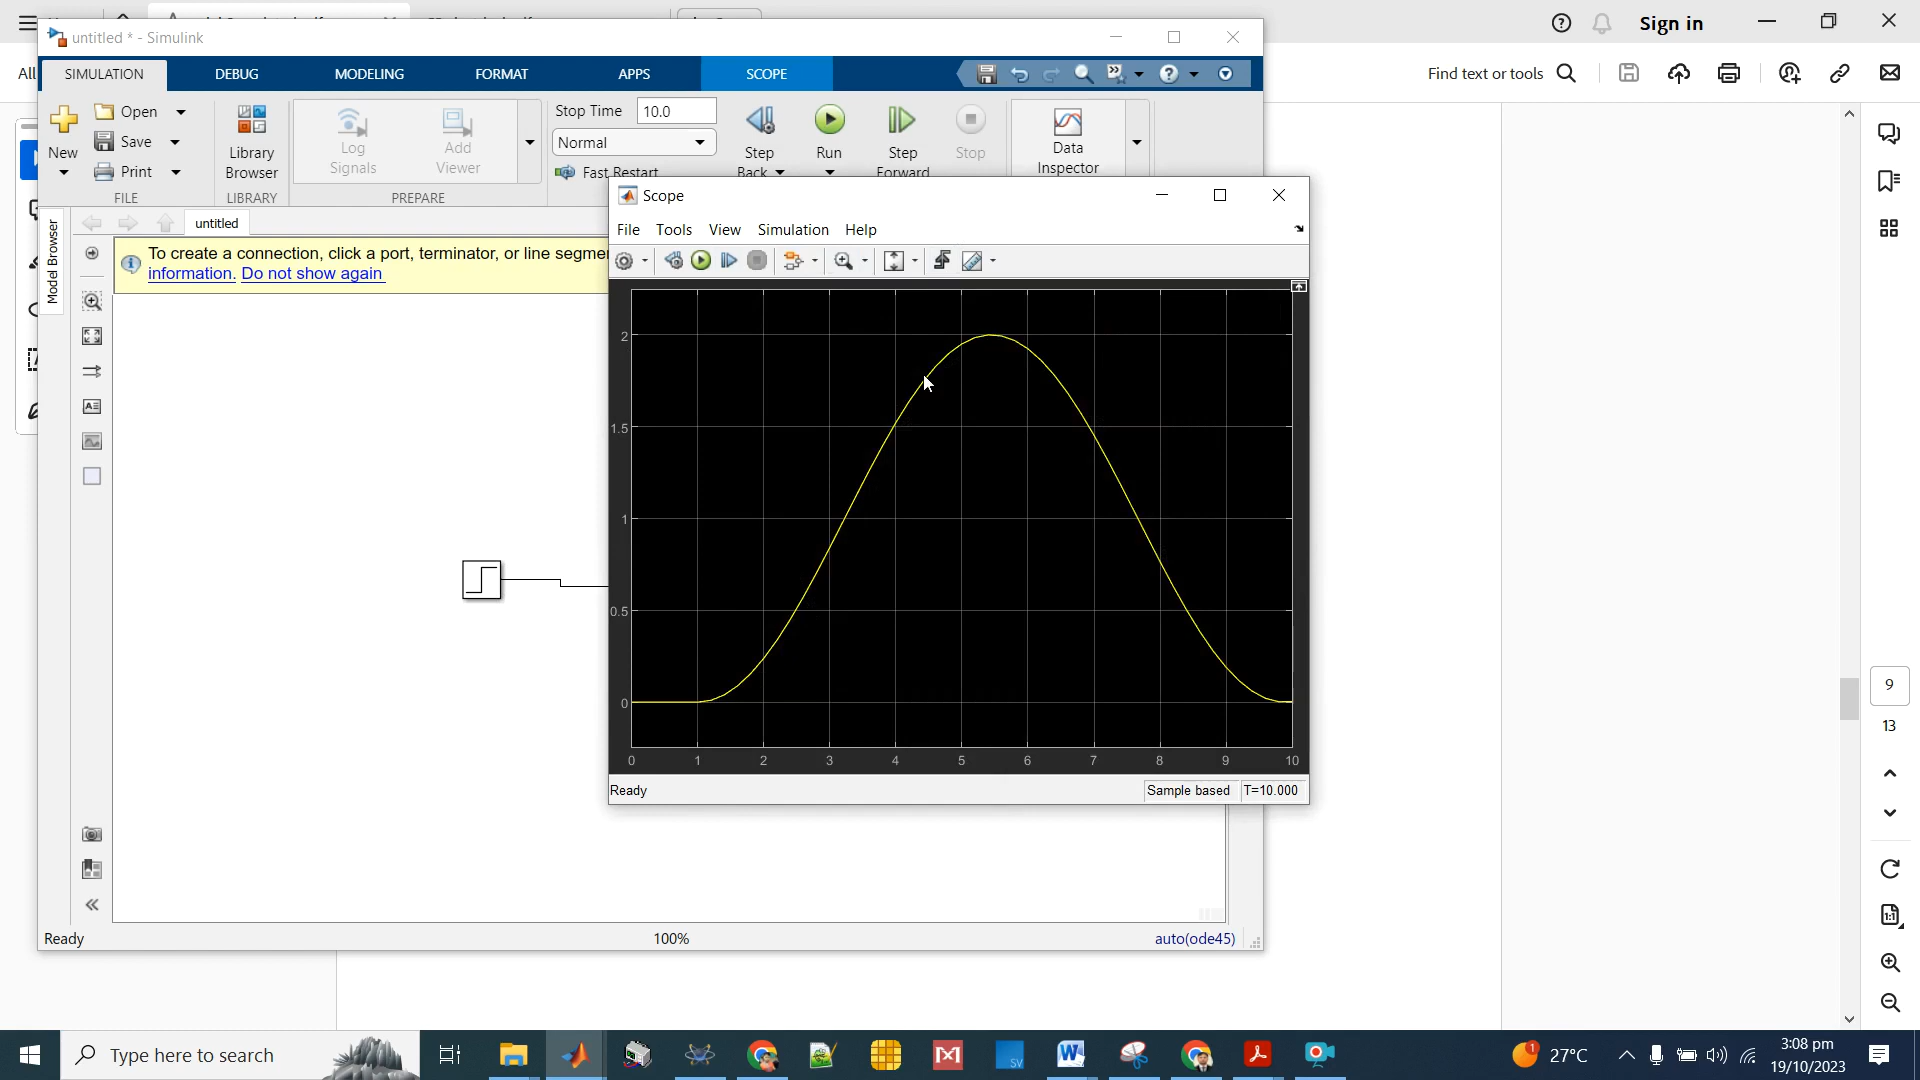 Sign in
untitled * - Simulink
All
Find text or tools
SIMULATION DEBUG MODELING FORMAT APPS SCOPE
New
Open
Save
Print
FILE
Library
Browser
LIBRARY
Log
Signals
Add
Viewer
PREPARE
Stop Time 10.0
Normal
Fast Restart
Step
Back
Run
Step
Forward
Stop
Data
Inspector
Model Browser
untitled
To create a connection, click a port, terminator, or line segme
information. Do not show again
Scope
File Tools View Simulation Help
2
1.5
1
0.5
0
0 1 2 3 4 5 6 7 8 9 10
Ready
Sample based T=10.000
Ready
100%
auto(ode45)
9
13
Type here to search
SV
1
27°C
3:08 pm
19/10/2023